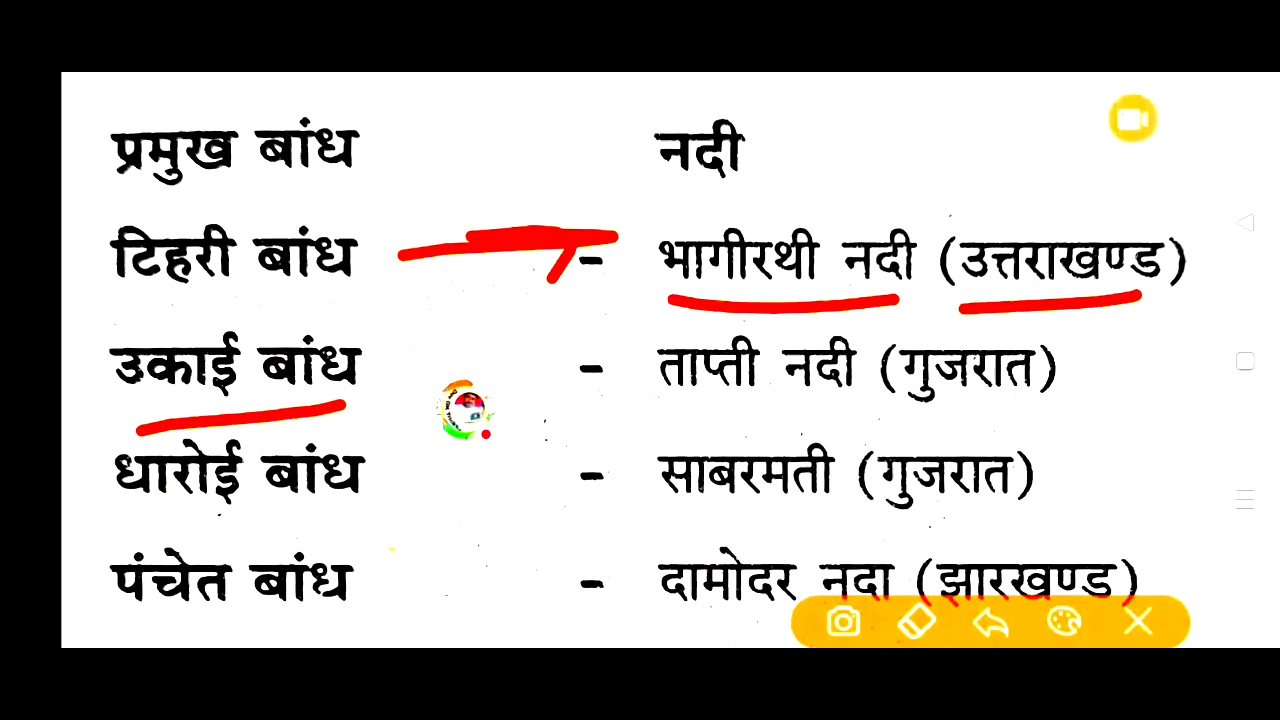 प्रमुख बांध नदी
टिहरी बांध - भागीरथी नदी (उत्तराखण्ड)
उकाई बांध - ताप्ती नदी (गुजरात)
धारोई बांध - साबरमती (गुजरात)
पंचेत बांध - दामोदर नदी (झारखण्ड)